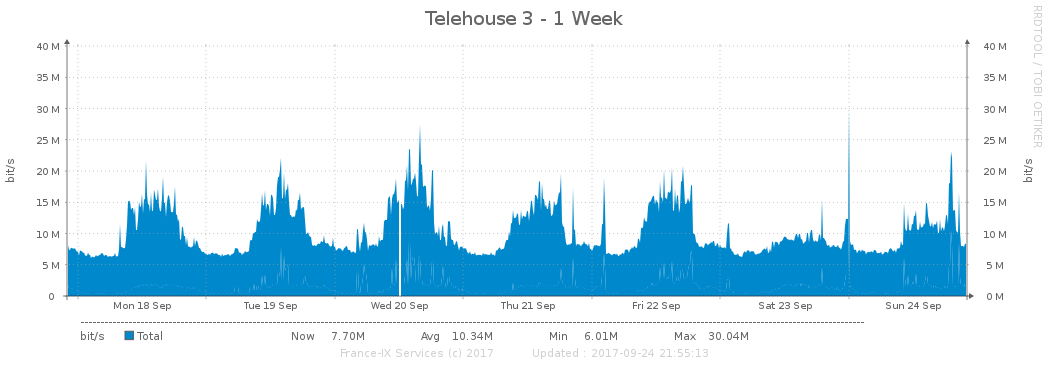 Telehouse 3 - 1 Week
RRDTOOL / TOBI OETIKER
40 M 40 M
35 M 35 M
30 M 30 M
25 M 25 M
20 M 20 M
15 M 15 M
10 M 10 M
5 M 5 M
0 0 M
bit/s
bit/s
Mon 18 Sep Tue 19 Sep Wed 20 Sep Thu 21 Sep Fri 22 Sep Sat 23 Sep Sun 24 Sep
bit/s Total Now 7.70M Avg 10.34M Min 6.01M Max 30.04M
France-IX Services (c) 2017 Updated : 2017-09-24 21:55:13